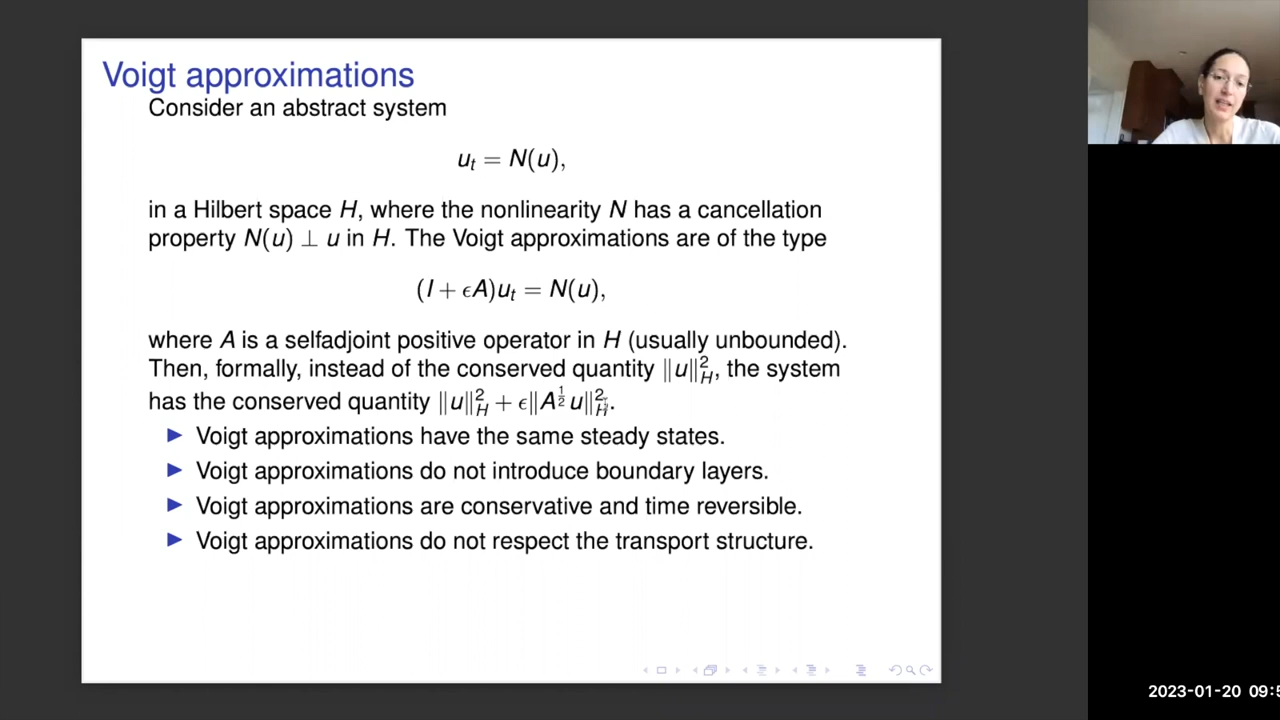 Voigt approximations
Consider an abstract system
u_t = N(u),
in a Hilbert space H, where the nonlinearity N has a cancellation
property N(u) ⊥ u in H. The Voigt approximations are of the type
(I + ϵA)u_t = N(u),
where A is a selfadjoint positive operator in H (usually unbounded).
Then, formally, instead of the conserved quantity ‖u‖²_H, the system
has the conserved quantity ‖u‖²_H + ϵ‖A^{1/2} u‖²_H.
▶ Voigt approximations have the same steady states.
▶ Voigt approximations do not introduce boundary layers.
▶ Voigt approximations are conservative and time reversible.
▶ Voigt approximations do not respect the transport structure.
2023-01-20 09:5